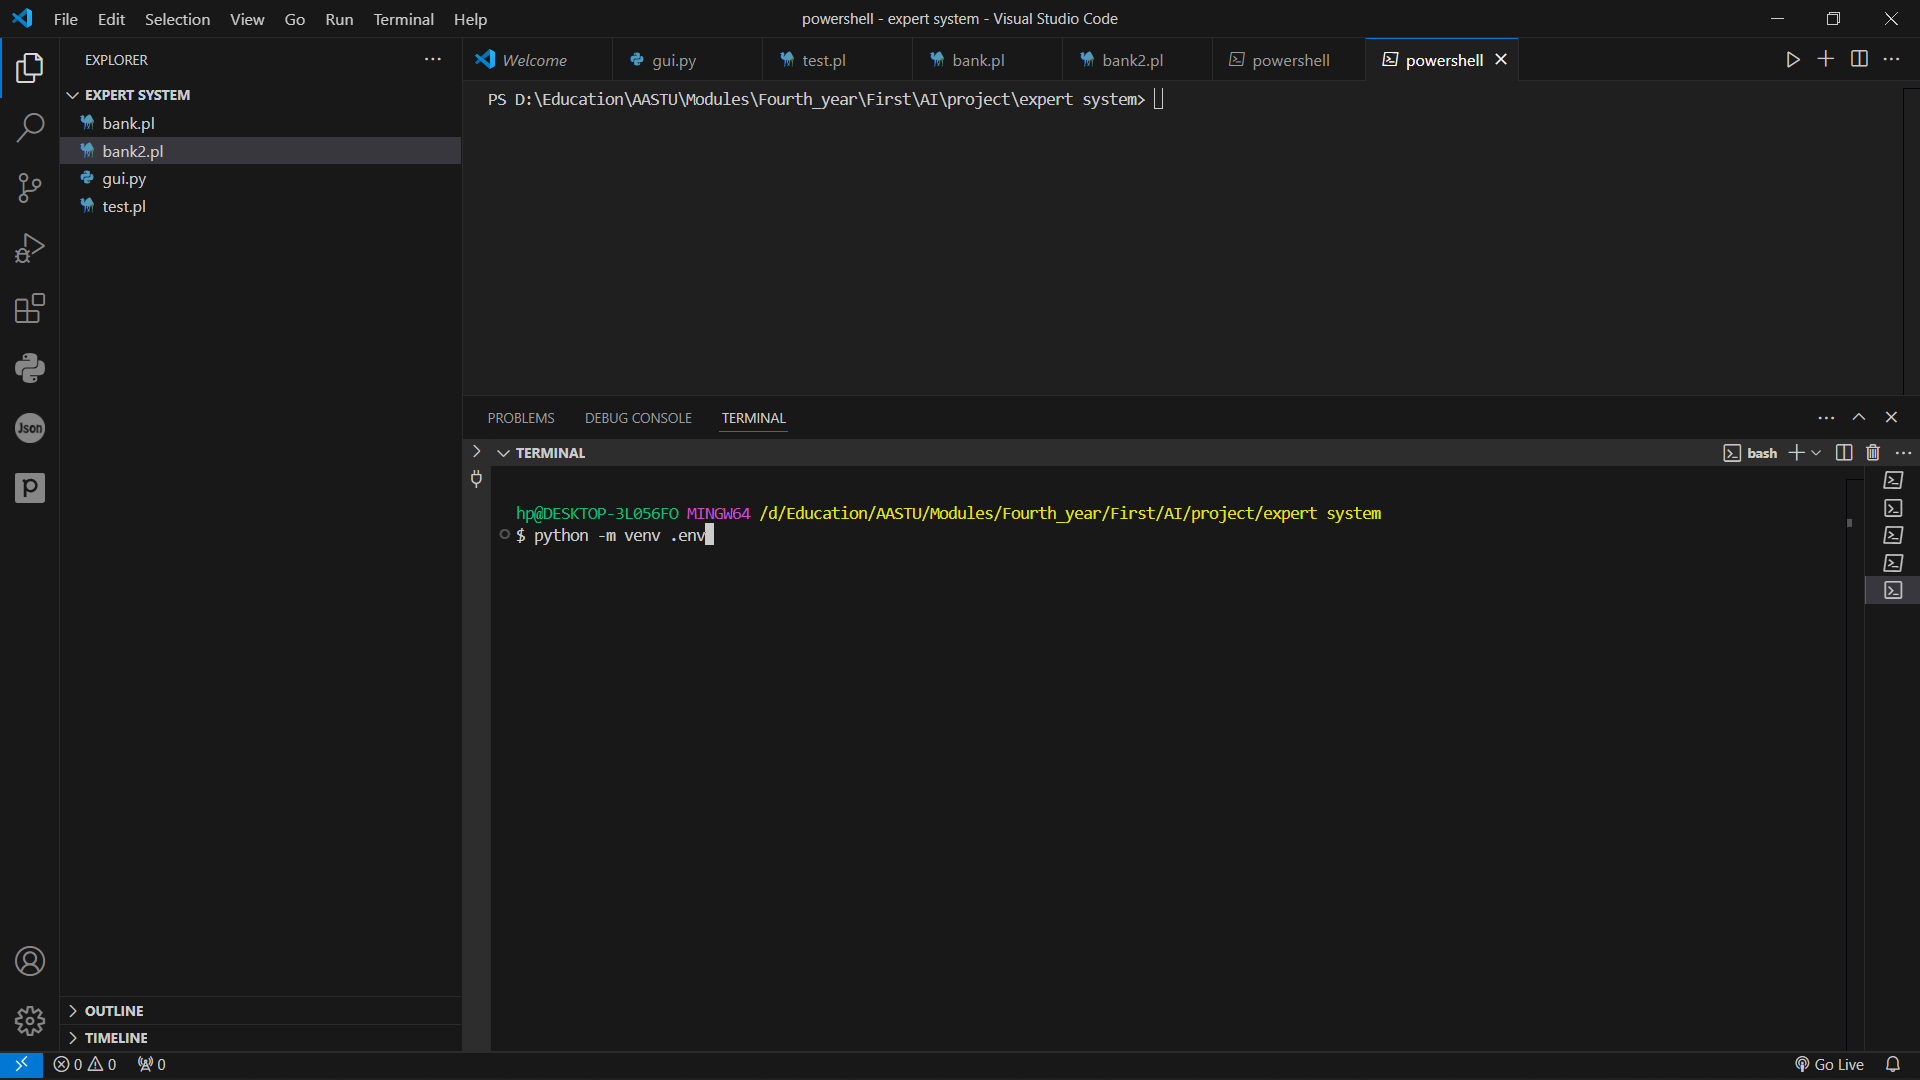 File Edit Selection View Go Run Terminal Help
powershell - expert system - Visual Studio Code
EXPLORER
EXPERT SYSTEM
bank.pl
bank2.pl
gui.py
test.pl
OUTLINE
TIMELINE
Welcome gui.py test.pl bank.pl bank2.pl powershell powershell
PS D:\Education\AASTU\Modules\Fourth_year\First\AI\project\expert system>
PROBLEMS DEBUG CONSOLE TERMINAL
TERMINAL
bash
hp@DESKTOP-3L056FO MINGW64 /d/Education/AASTU/Modules/Fourth_year/First/AI/project/expert system
$ python -m venv .env
Json
P
0 0 0
Go Live